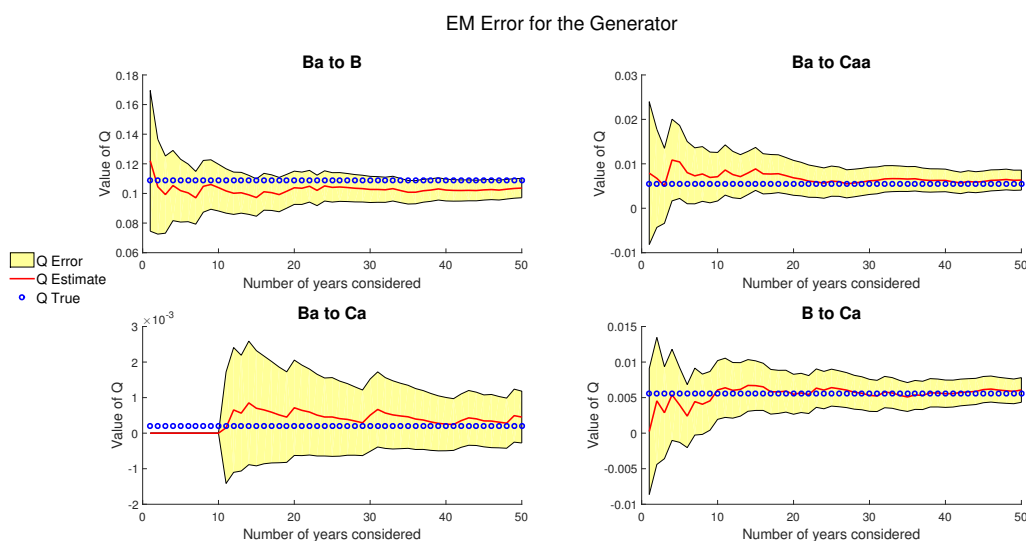 EM Error for the Generator
Ba to B
Value of Q
0.18
0.16
0.14
0.12
0.1
0.08
0.06
0 10 20 30 40 50
Number of years considered
Ba to Caa
Value of Q
0.03
0.02
0.01
0
-0.01
0 10 20 30 40 50
Number of years considered
Q Error
Q Estimate
Q True
Ba to Ca
×10⁻³
Value of Q
3
2
1
0
-1
-2
0 10 20 30 40 50
Number of years considered
B to Ca
Value of Q
0.015
0.01
0.005
0
-0.005
-0.01
0 10 20 30 40 50
Number of years considered